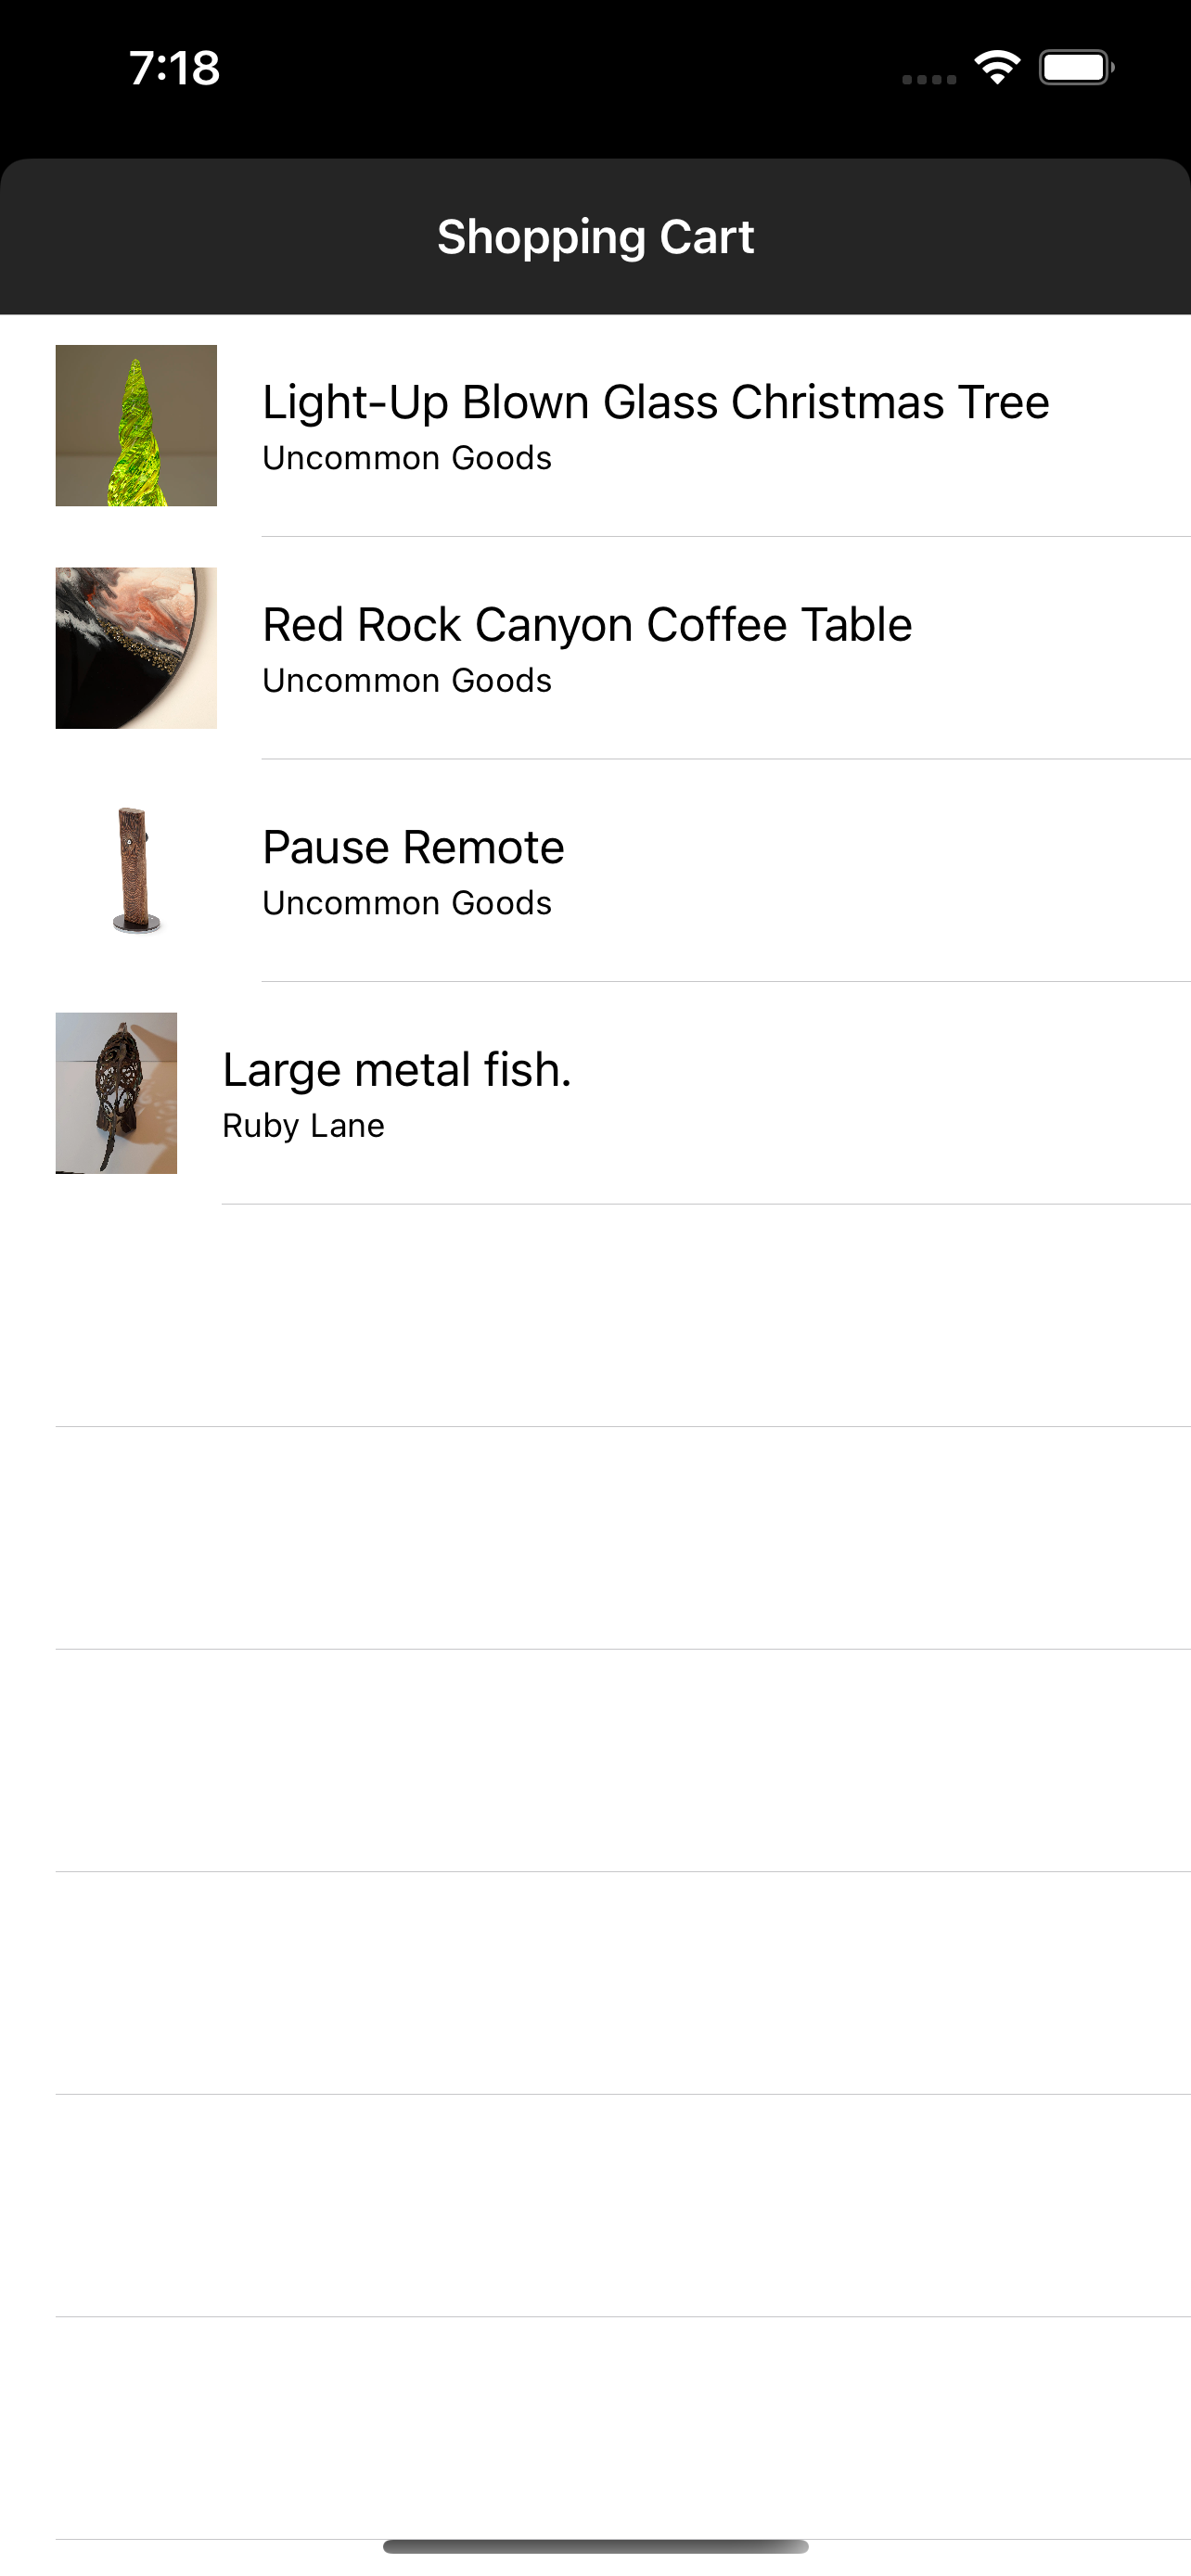 7:18
Shopping Cart
Light-Up Blown Glass Christmas Tree
Uncommon Goods
Red Rock Canyon Coffee Table
Uncommon Goods
Pause Remote
Uncommon Goods
Large metal fish.
Ruby Lane